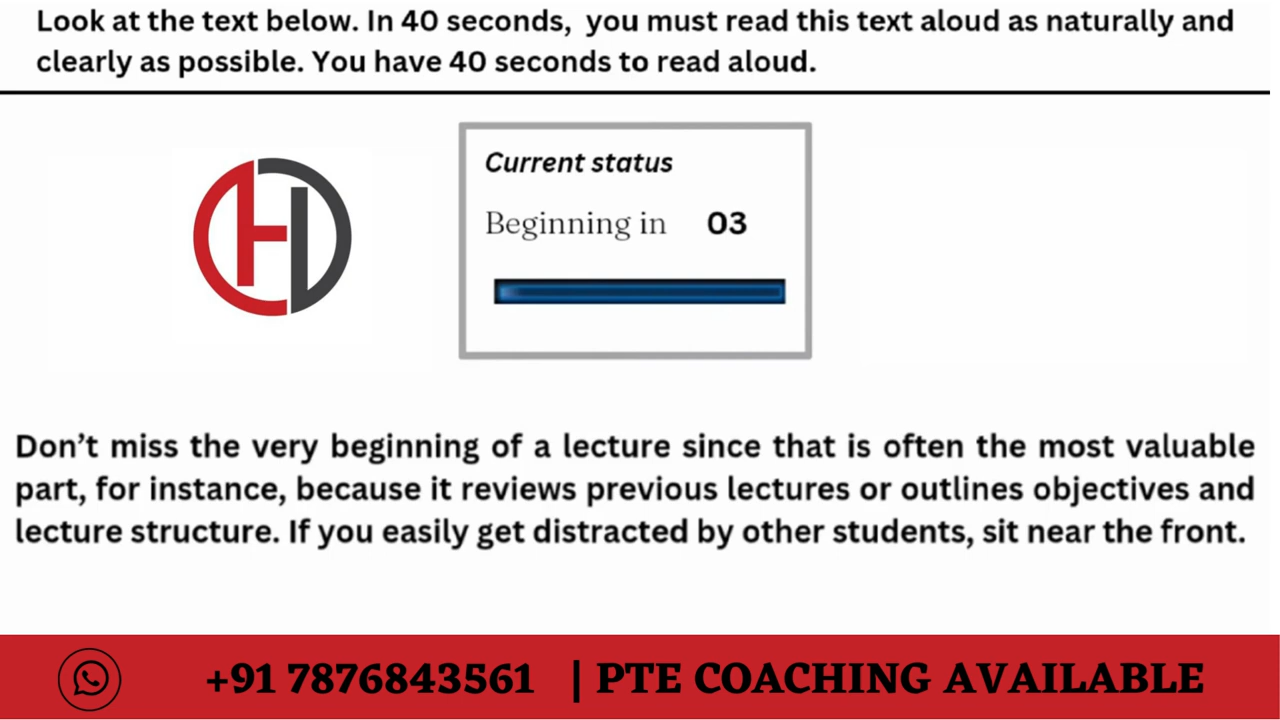 Look at the text below. In 40 seconds, you must read this text aloud as naturally and
clearly as possible. You have 40 seconds to read aloud.
Current status
Beginning in 03
Don't miss the very beginning of a lecture since that is often the most valuable
part, for instance, because it reviews previous lectures or outlines objectives and
lecture structure. If you easily get distracted by other students, sit near the front.
+91 7876843561 | PTE COACHING AVAILABLE